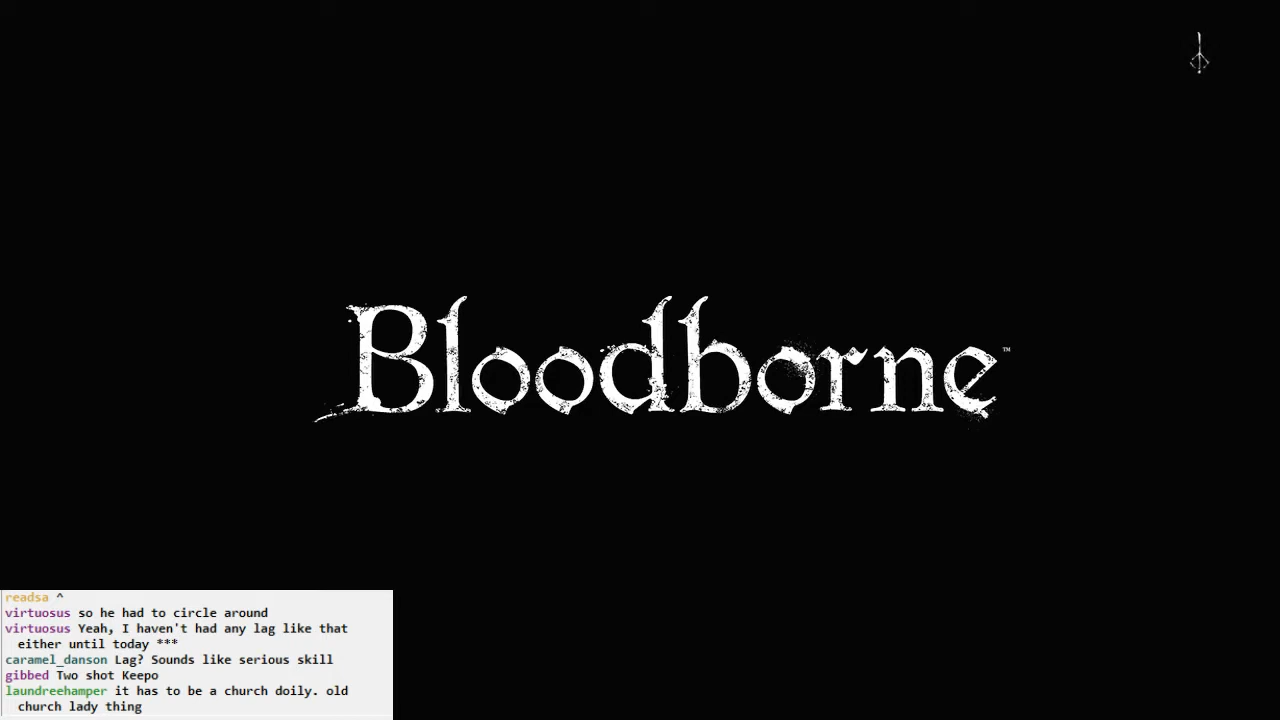 Bloodborne™
readsa ^
virtuosus so he had to circle around
virtuosus Yeah, I haven't had any lag like that
either until today ***
caramel_danson Lag? Sounds like serious skill
gibbed Two shot Keepo
laundreehamper it has to be a church doily. old
church lady thing